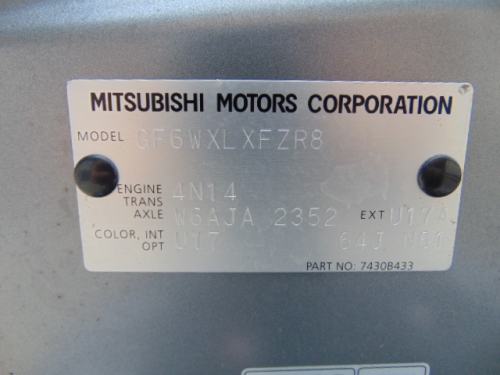 MITSUBISHI MOTORS CORPORATION
MODEL GF6WXLXFZR8
ENGINE 4N14
TRANS
AXLE W6AJA 2352 EXT U17A
COLOR, INT U17 64J
OPT
PART NO: 7430B433